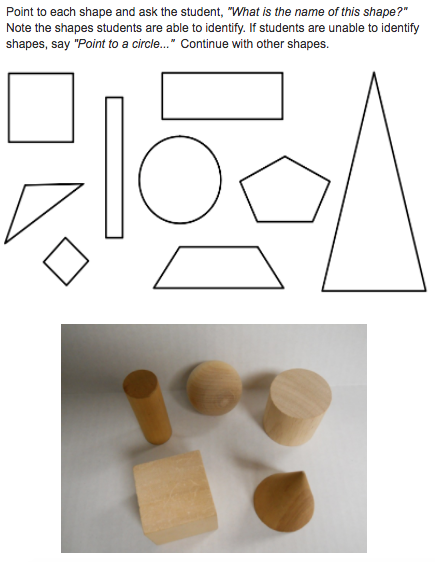 Point to each shape and ask the student, "What is the name of this shape?"
Note the shapes students are able to identify. If students are unable to identify
shapes, say "Point to a circle..." Continue with other shapes.